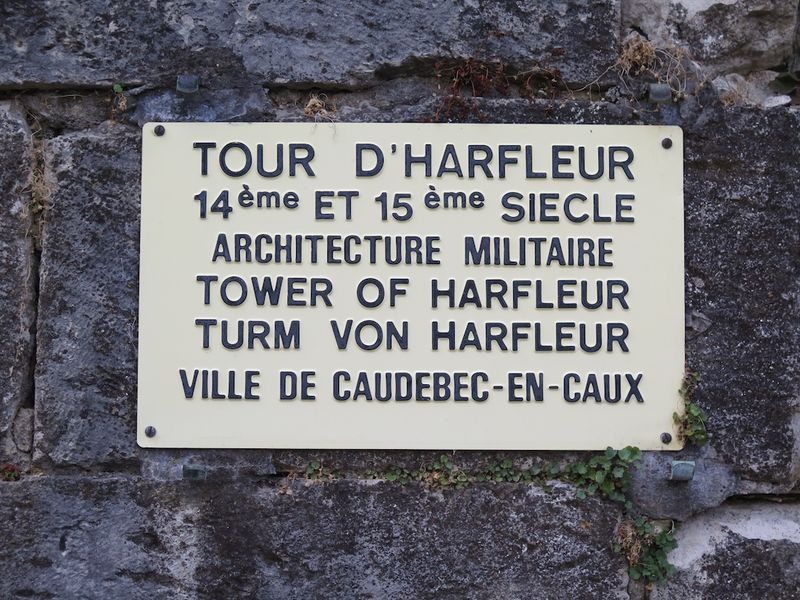 TOUR D'HARFLEUR
14ème ET 15ème SIECLE
ARCHITECTURE MILITAIRE
TOWER OF HARFLEUR
TURM VON HARFLEUR
VILLE DE CAUDEBEC-EN-CAUX